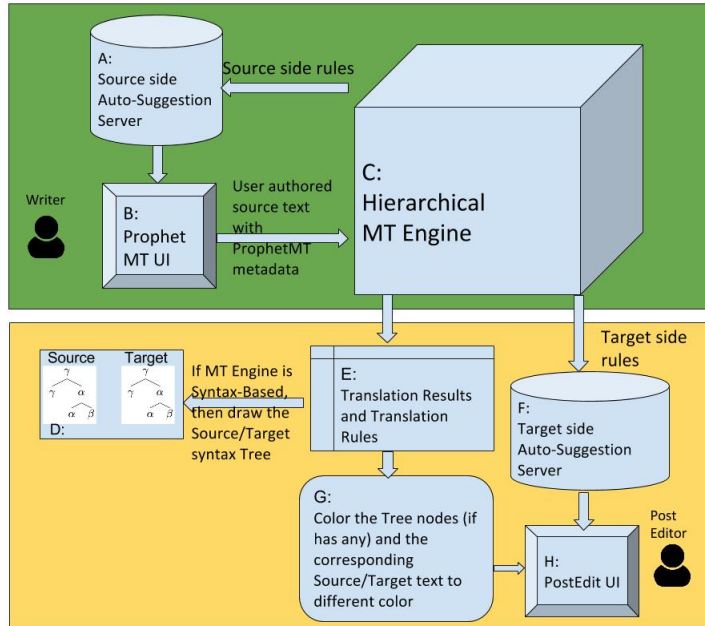 A:
Source side
Auto-Suggestion
Server
Source side rules
C:
Hierarchical
MT Engine
Writer
B:
Prophet
MT UI
User authored
source text
with
ProphetMT
metadata
Target side
rules
Source Target
γ γ
γ α γ α
α β α β
D:
If MT Engine is
Syntax-Based,
then draw the
Source/Target
syntax Tree
E:
Translation Results
and Translation
Rules
F:
Target side
Auto-Suggestion
Server
G:
Color the Tree nodes (if
has any) and the
corresponding
Source/Target text to
different color
H:
PostEdit UI
Post
Editor